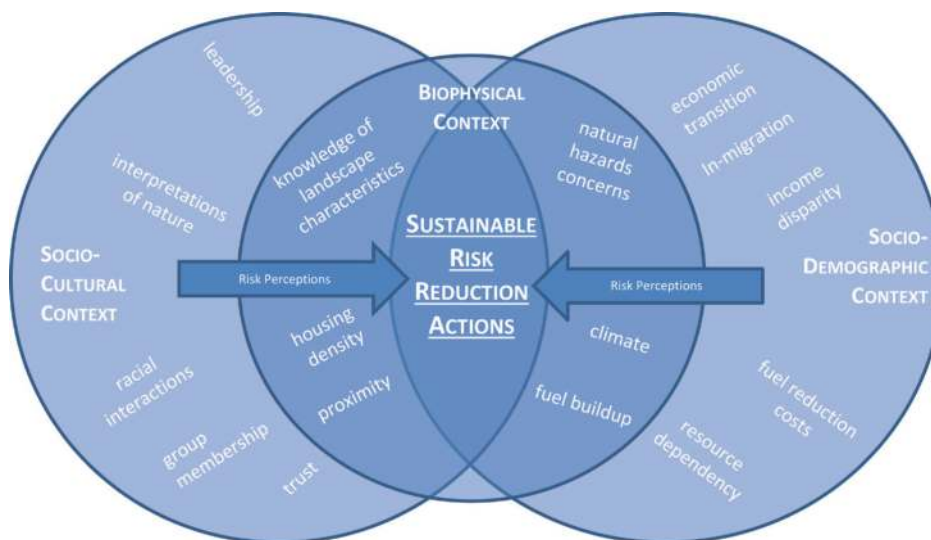 leadership
interpretations
of nature
SOCIO-
CULTURAL
CONTEXT
racial
interactions
group
membership
trust
knowledge of
landscape
characteristics
Risk Perceptions
housing
density
proximity
BIOPHYSICAL
CONTEXT
SUSTAINABLE
RISK
REDUCTION
ACTIONS
natural
hazards
concerns
Risk Perceptions
climate
fuel buildup
economic
transition
In-migration
income
disparity
SOCIO-
DEMOGRAPHIC
CONTEXT
fuel reduction
costs
resource
dependency